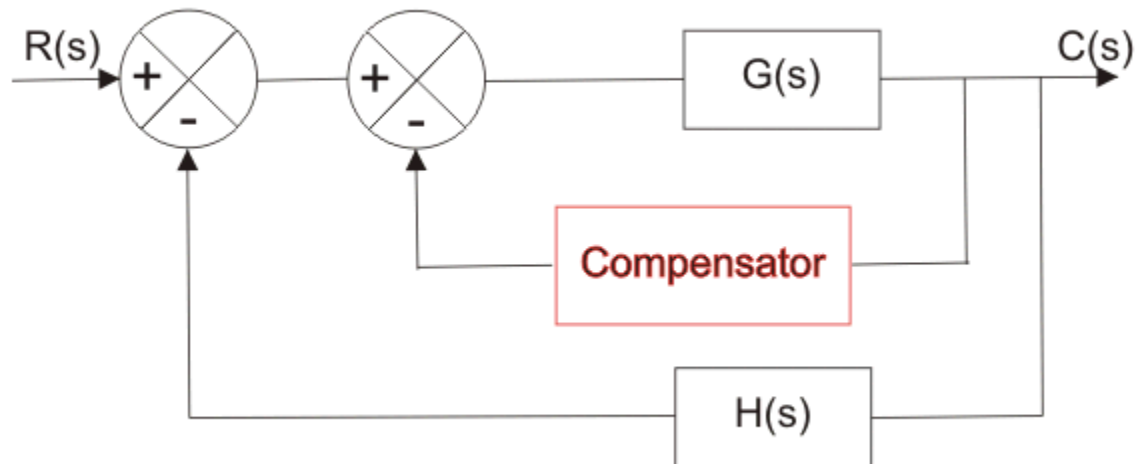 R(s)
C(s)
+
-
+
-
G(s)
Compensator
H(s)